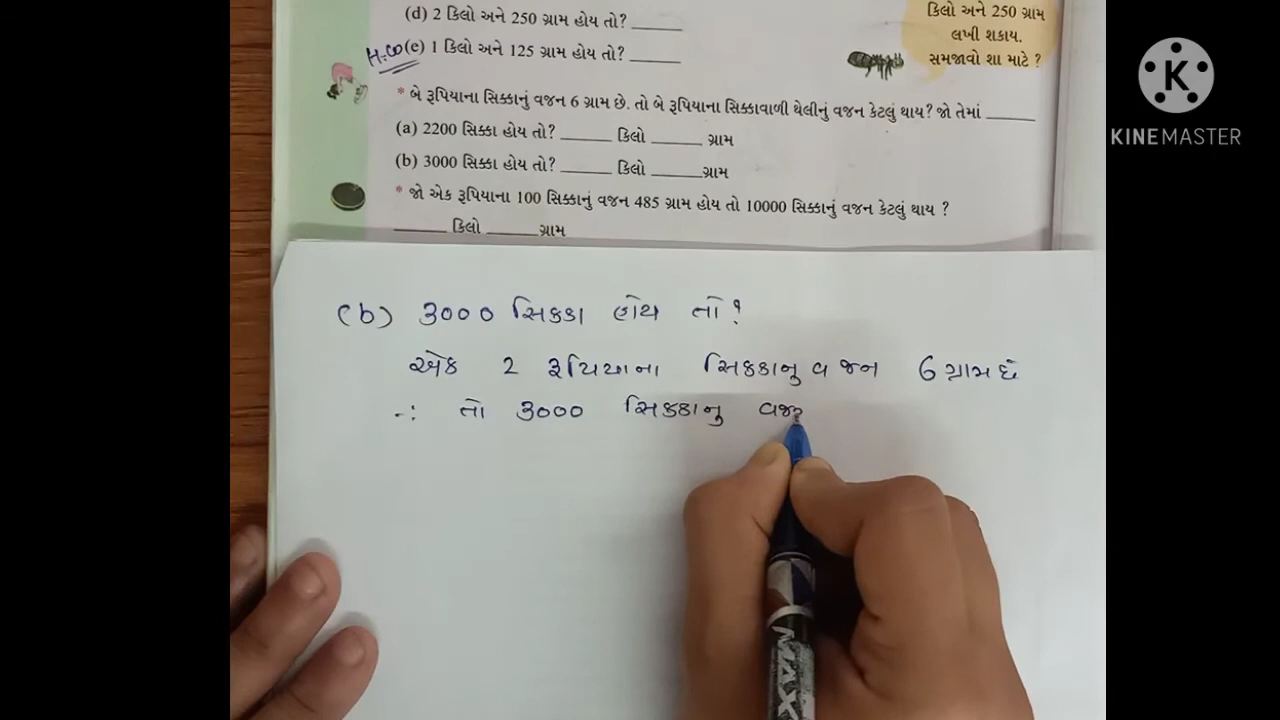 (d) 2 કિલો અને 250 ગ્રામ હોય તો? ______
H.W (e) 1 કિલો અને 125 ગ્રામ હોય તો? ______
કિલો અને 250 ગ્રામ
લખી શકાય.
સમજાવો શા માટે ?
* બે રૂપિયાના સિક્કાનું વજન 6 ગ્રામ છે. તો બે રૂપિયાના સિક્કાવાળી થેલીનું વજન કેટલું થાય? જો તેમાં ______
(a) 2200 સિક્કા હોય તો? ______ કિલો ______ ગ્રામ
(b) 3000 સિક્કા હોય તો? ______ કિલો ______ગ્રામ
* જો એક રૂપિયાના 100 સિક્કાનું વજન 485 ગ્રામ હોય તો 10000 સિક્કાનું વજન કેટલું થાય ?
______ કિલો ______ગ્રામ
(b) 3000 સિક્કા હોય તો?
એક 2 રૂપિયાના સિક્કાનુ વજન 6 ગ્રામ છે
∴ તો 3000 સિક્કાનુ વજ
K
KINEMASTER